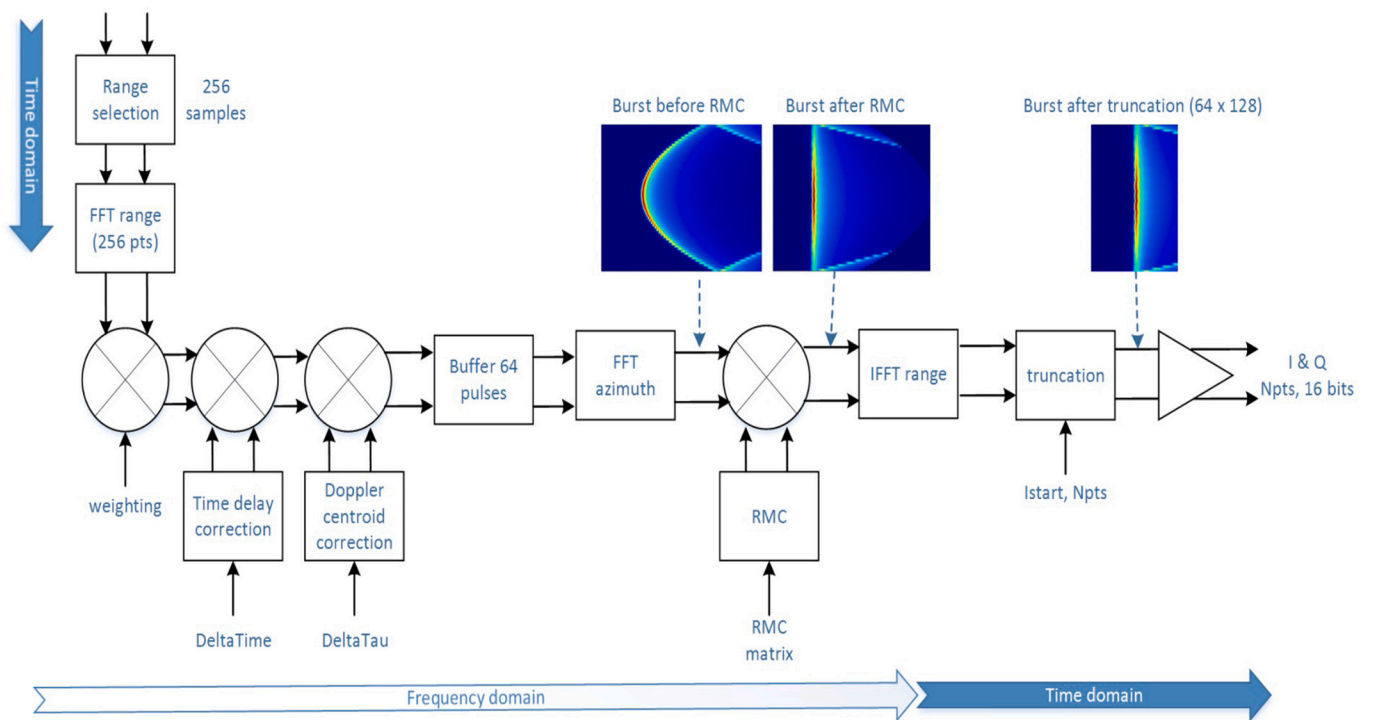 Time domain
Range
selection
256
samples
FFT range
(256 pts)
Burst before RMC
Burst after RMC
Burst after truncation (64 x 128)
Buffer 64
pulses
FFT
azimuth
IFFT range
truncation
I & Q
Npts, 16 bits
weighting
Time delay
correction
Doppler
centroid
correction
RMC
Istart, Npts
DeltaTime
DeltaTau
RMC
matrix
Frequency domain
Time domain